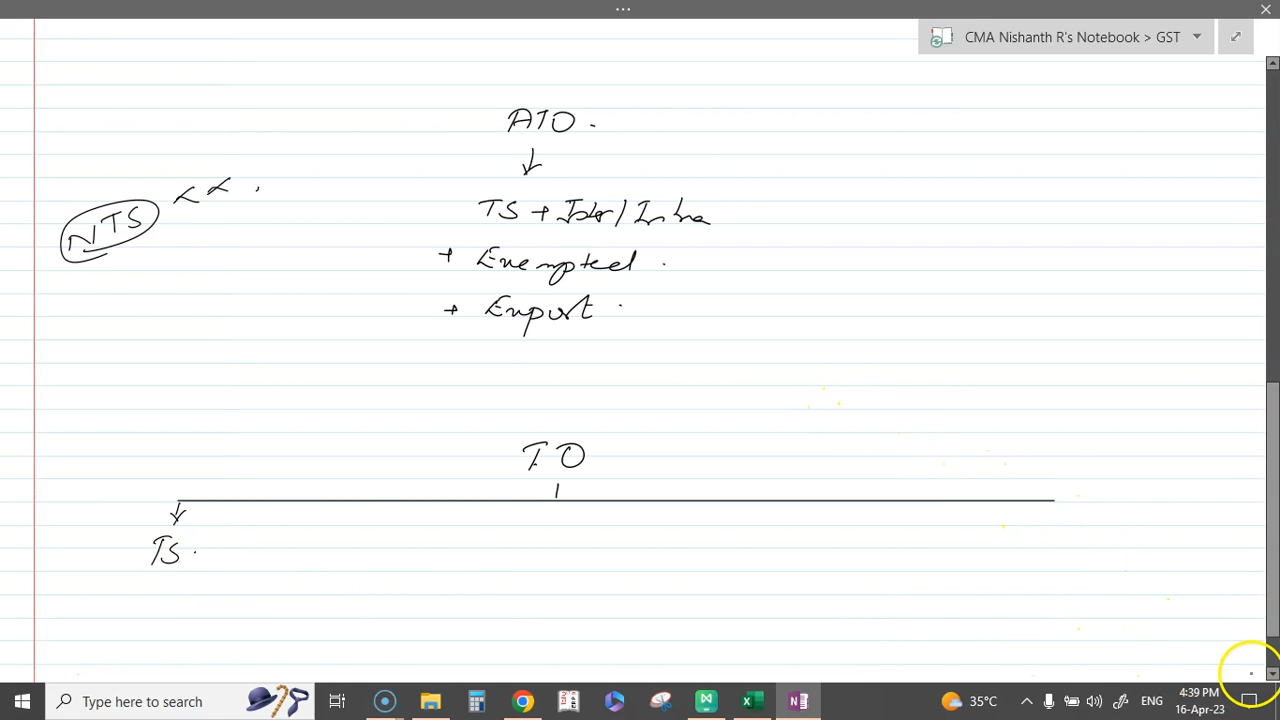 CMA Nishanth R's Notebook > GST
ATO.
NTS
TS + Inter/Intra
+ Exempted.
+ Export.
TO
TS.
Type here to search
35°C
ENG
4:39 PM
16-Apr-23